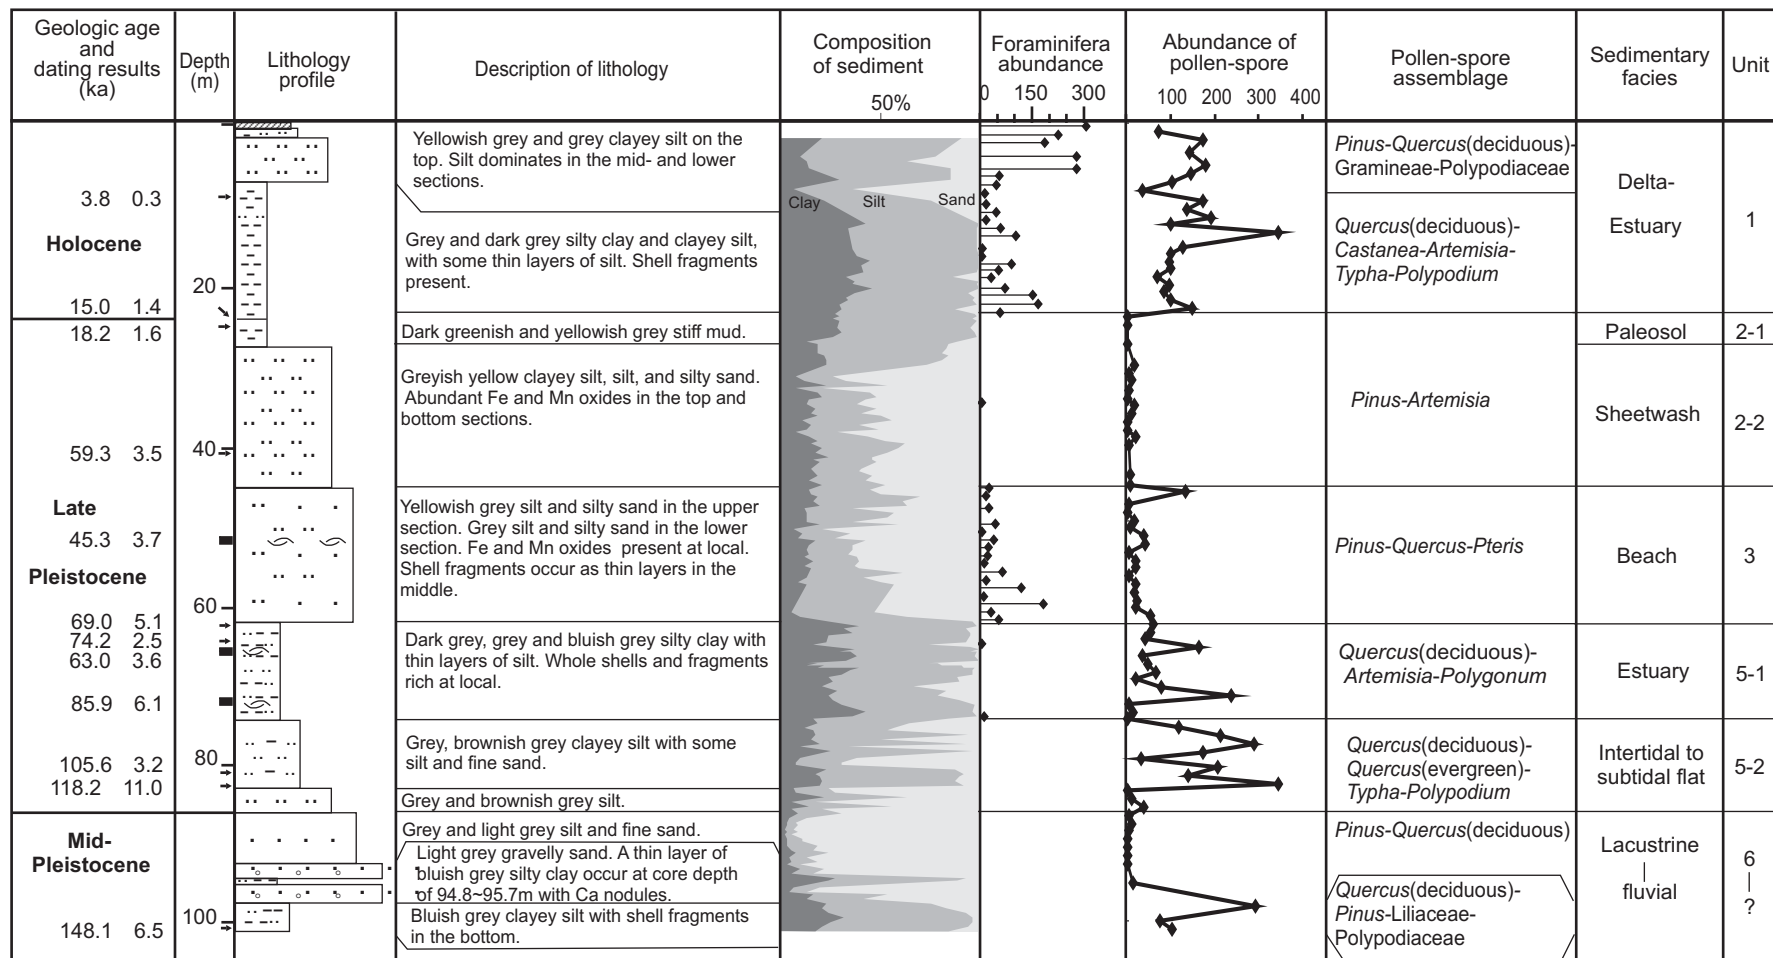 Geologic age
and
dating results
(ka)
Depth
(m)
Lithology
profile
Description of lithology
Composition
of sediment
50%
Foraminifera
abundance
0 150 300
Abundance of
pollen-spore
100 200 300 400
Pollen-spore
assemblage
Sedimentary
facies
Unit
3.8 0.3
Holocene
15.0 1.4
18.2 1.6
59.3 3.5
Late
45.3 3.7
Pleistocene
69.0 5.1
74.2 2.5
63.0 3.6
85.9 6.1
105.6 3.2
118.2 11.0
Mid-
Pleistocene
148.1 6.5
20
40
60
80
100
Yellowish grey and grey clayey silt on the
top. Silt dominates in the mid- and lower
sections.
Grey and dark grey silty clay and clayey silt,
with some thin layers of silt. Shell fragments
present.
Dark greenish and yellowish grey stiff mud.
Greyish yellow clayey silt, silt, and silty sand.
Abundant Fe and Mn oxides in the top and
bottom sections.
Yellowish grey silt and silty sand in the upper
section. Grey silt and silty sand in the lower
section. Fe and Mn oxides present at local.
Shell fragments occur as thin layers in the
middle.
Dark grey, grey and bluish grey silty clay with
thin layers of silt. Whole shells and fragments
rich at local.
Grey, brownish grey clayey silt with some
silt and fine sand.
Grey and brownish grey silt.
Grey and light grey silt and fine sand.
Light grey gravelly sand. A thin layer of
bluish grey silty clay occur at core depth
of 94.8~95.7m with Ca nodules.
Bluish grey clayey silt with shell fragments
in the bottom.
Clay Silt Sand
Pinus-Quercus(deciduous)-
Gramineae-Polypodiaceae
Quercus(deciduous)-
Castanea-Artemisia-
Typha-Polypodium
Pinus-Artemisia
Pinus-Quercus-Pteris
Quercus(deciduous)-
Artemisia-Polygonum
Quercus(deciduous)-
Quercus(evergreen)-
Typha-Polypodium
Pinus-Quercus(deciduous)
Quercus(deciduous)-
Pinus-Liliaceae-
Polypodiaceae
Delta-
Estuary
Paleosol
Sheetwash
Beach
Estuary
Intertidal to
subtidal flat
Lacustrine
|
fluvial
1
2-1
2-2
3
5-1
5-2
6
|
?